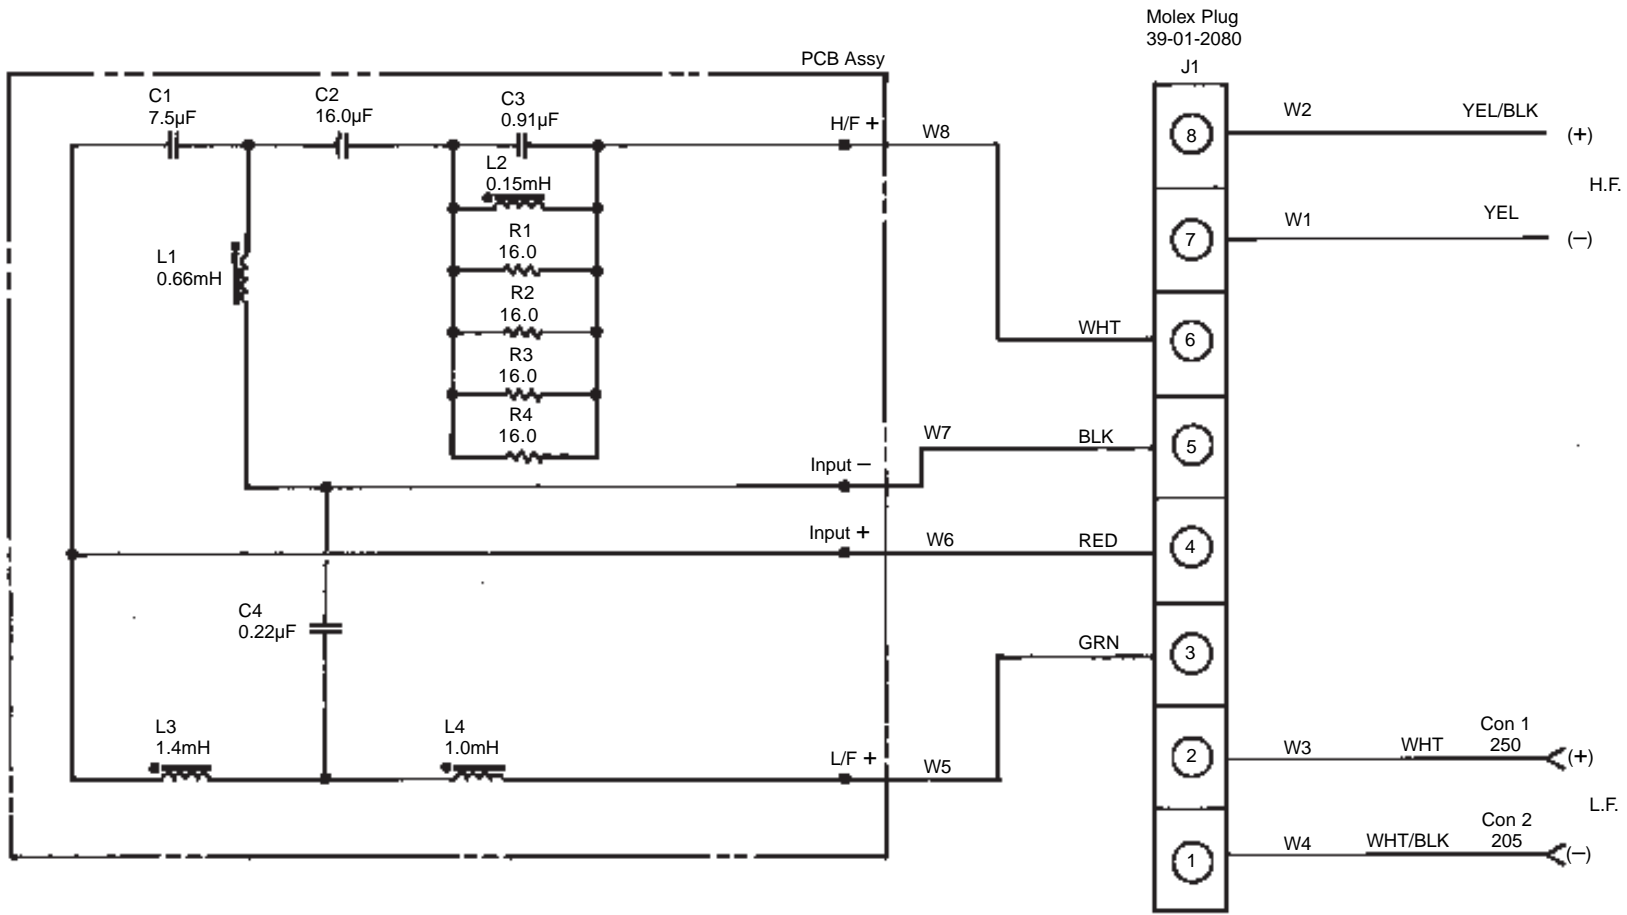 Molex Plug
39-01-2080
J1
PCB Assy
C1
7.5µF
C2
16.0µF
C3
0.91µF
H/F +
W8
L2
0.15mH
R1
16.0
R2
16.0
R3
16.0
R4
16.0
L1
0.66mH
WHT
W7
BLK
Input −
Input +
W6
RED
C4
0.22µF
GRN
L3
1.4mH
L4
1.0mH
L/F +
W5
8
7
6
5
4
3
2
1
W2
YEL/BLK
(+)
H.F.
W1
YEL
(−)
W3
WHT
Con 1
250
(+)
L.F.
W4
WHT/BLK
Con 2
205
(−)